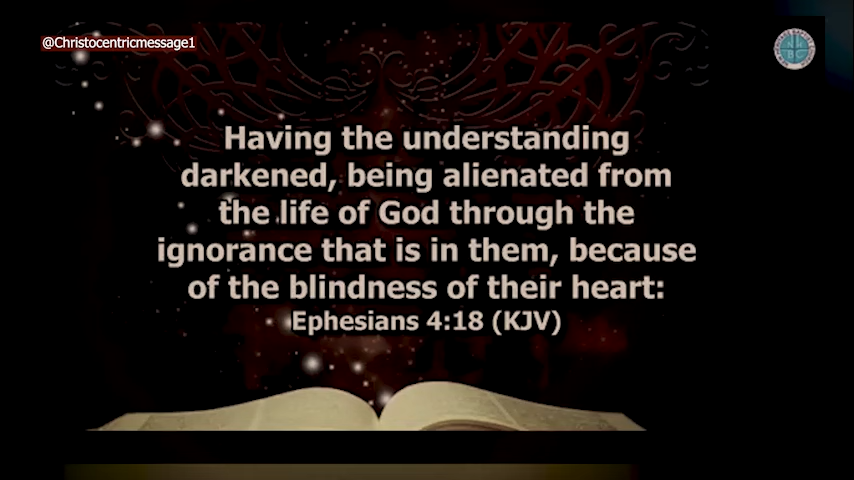 @Christocentricmessage1
Having the understanding
darkened, being alienated from
the life of God through the
ignorance that is in them, because
of the blindness of their heart:
Ephesians 4:18 (KJV)